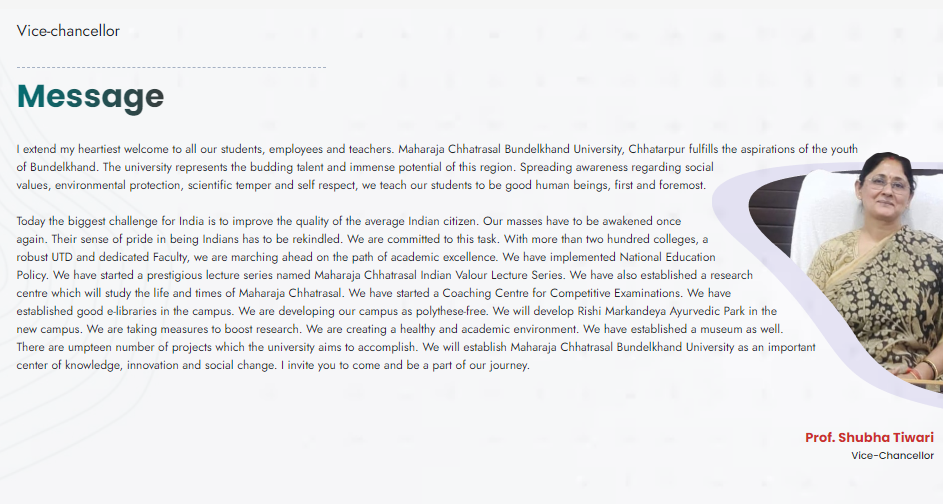 Vice-chancellor
Message
I extend my heartiest welcome to all our students, employees and teachers. Maharaja Chhatrasal Bundelkhand University, Chhatarpur fulfills the aspirations of the youth
of Bundelkhand. The university represents the budding talent and immense potential of this region. Spreading awareness regarding social
values, environmental protection, scientific temper and self respect, we teach our students to be good human beings, first and foremost.
Today the biggest challenge for India is to improve the quality of the average Indian citizen. Our masses have to be awakened once
again. Their sense of pride in being Indians has to be rekindled. We are committed to this task. With more than two hundred colleges, a
robust UTD and dedicated Faculty, we are marching ahead on the path of academic excellence. We have implemented National Education
Policy. We have started a prestigious lecture series named Maharaja Chhatrasal Indian Valour Lecture Series. We have also established a research
centre which will study the life and times of Maharaja Chhatrasal. We have started a Coaching Centre for Competitive Examinations. We have
established good e-libraries in the campus. We are developing our campus as polythese-free. We will develop Rishi Markandeya Ayurvedic Park in the
new campus. We are taking measures to boost research. We are creating a healthy and academic environment. We have established a museum as well.
There are umpteen number of projects which the university aims to accomplish. We will establish Maharaja Chhatrasal Bundelkhand University as an important
center of knowledge, innovation and social change. I invite you to come and be a part of our journey.
Prof. Shubha Tiwari
Vice-Chancellor